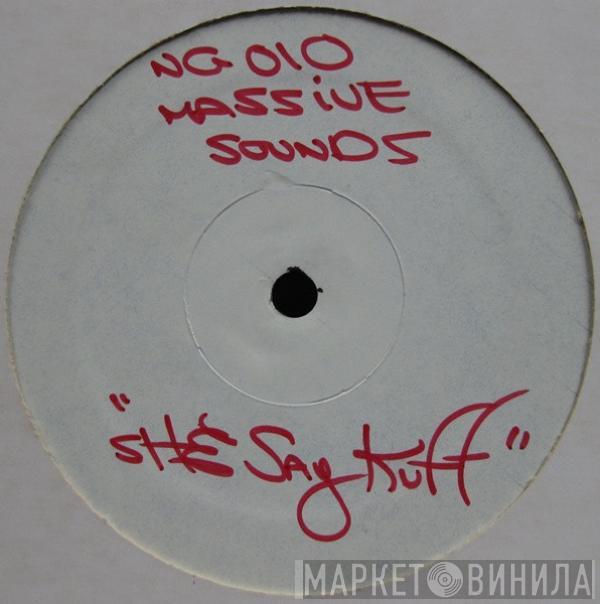 NG 010
MASSIVE
SOUNDS
"SHE Say Kuff"
МАРКЕТ ВИНИЛА